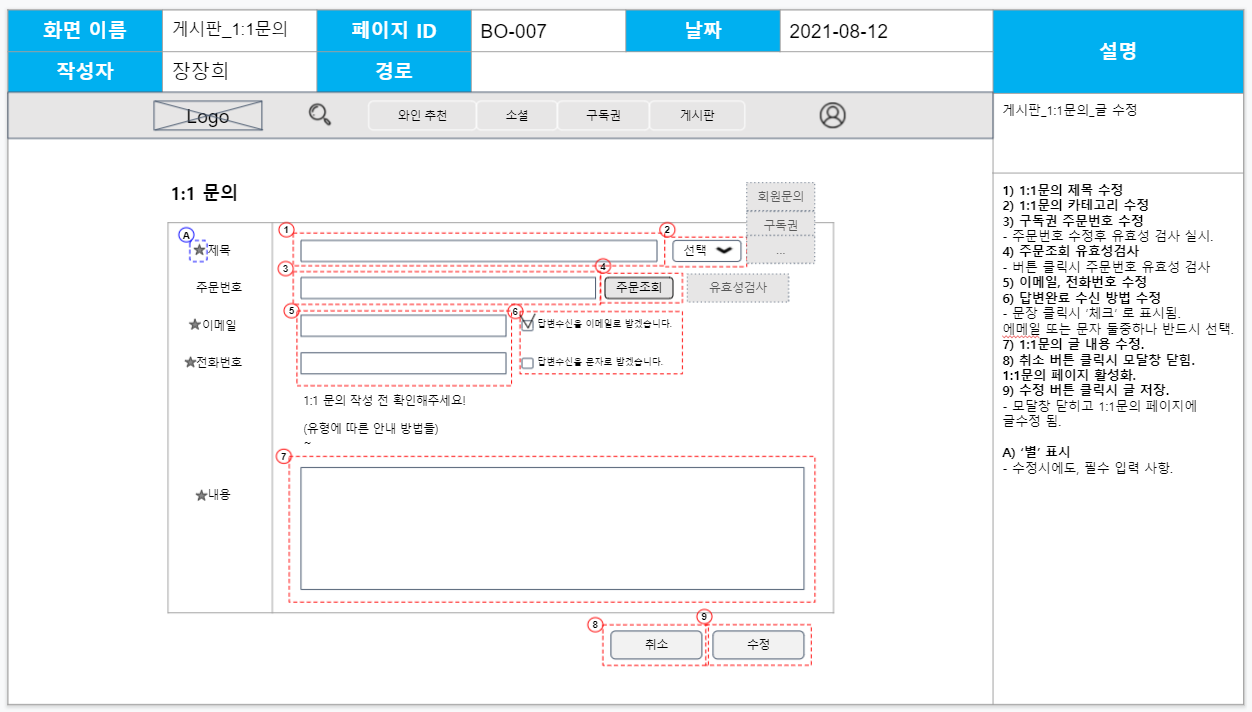 화면 이름 게시판_1:1문의 페이지 ID BO-007 날짜 2021-08-12 설명
작성자 장장희 경로
Logo 와인 추천 소셜 구독권 게시판
게시판_1:1문의_글 수정
1:1 문의
회원문의
구독권
...
A
1
2
★제목
선택
3
4
주문번호
주문조회
유효성검사
5
6
★이메일
답변수신을 이메일로 받겠습니다.
★전화번호
답변수신을 문자로 받겠습니다.
1:1 문의 작성 전 확인해주세요!
(유형에 따른 안내 방법들)
~
7
★내용
8
9
취소
수정
1) 1:1문의 제목 수정
2) 1:1문의 카테고리 수정
3) 구독권 주문번호 수정
- 주문번호 수정후 유효성 검사 실시.
4) 주문조회 유효성검사
- 버튼 클릭시 주문번호 유효성 검사
5) 이메일, 전화번호 수정
6) 답변완료 수신 방법 수정
- 문장 클릭시 ‘체크’ 로 표시됨.
에메일 또는 문자 둘중하나 반드시 선택.
7) 1:1문의 글 내용 수정.
8) 취소 버튼 클릭시 모달창 닫힘.
1:1문의 페이지 활성화.
9) 수정 버튼 클릭시 글 저장.
- 모달창 닫히고 1:1문의 페이지에
글수정 됨.
A) ‘별’ 표시
- 수정시에도, 필수 입력 사항.